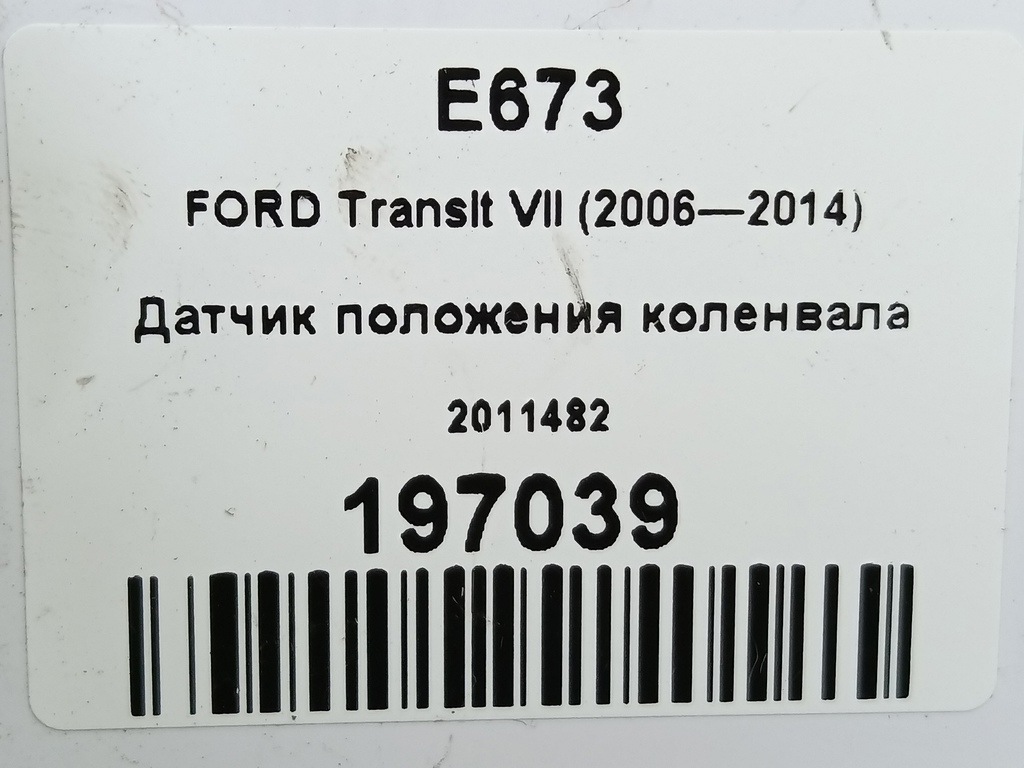 E673
FORD Transit VII (2006—2014)
Датчик положения коленвала
2011482
197039